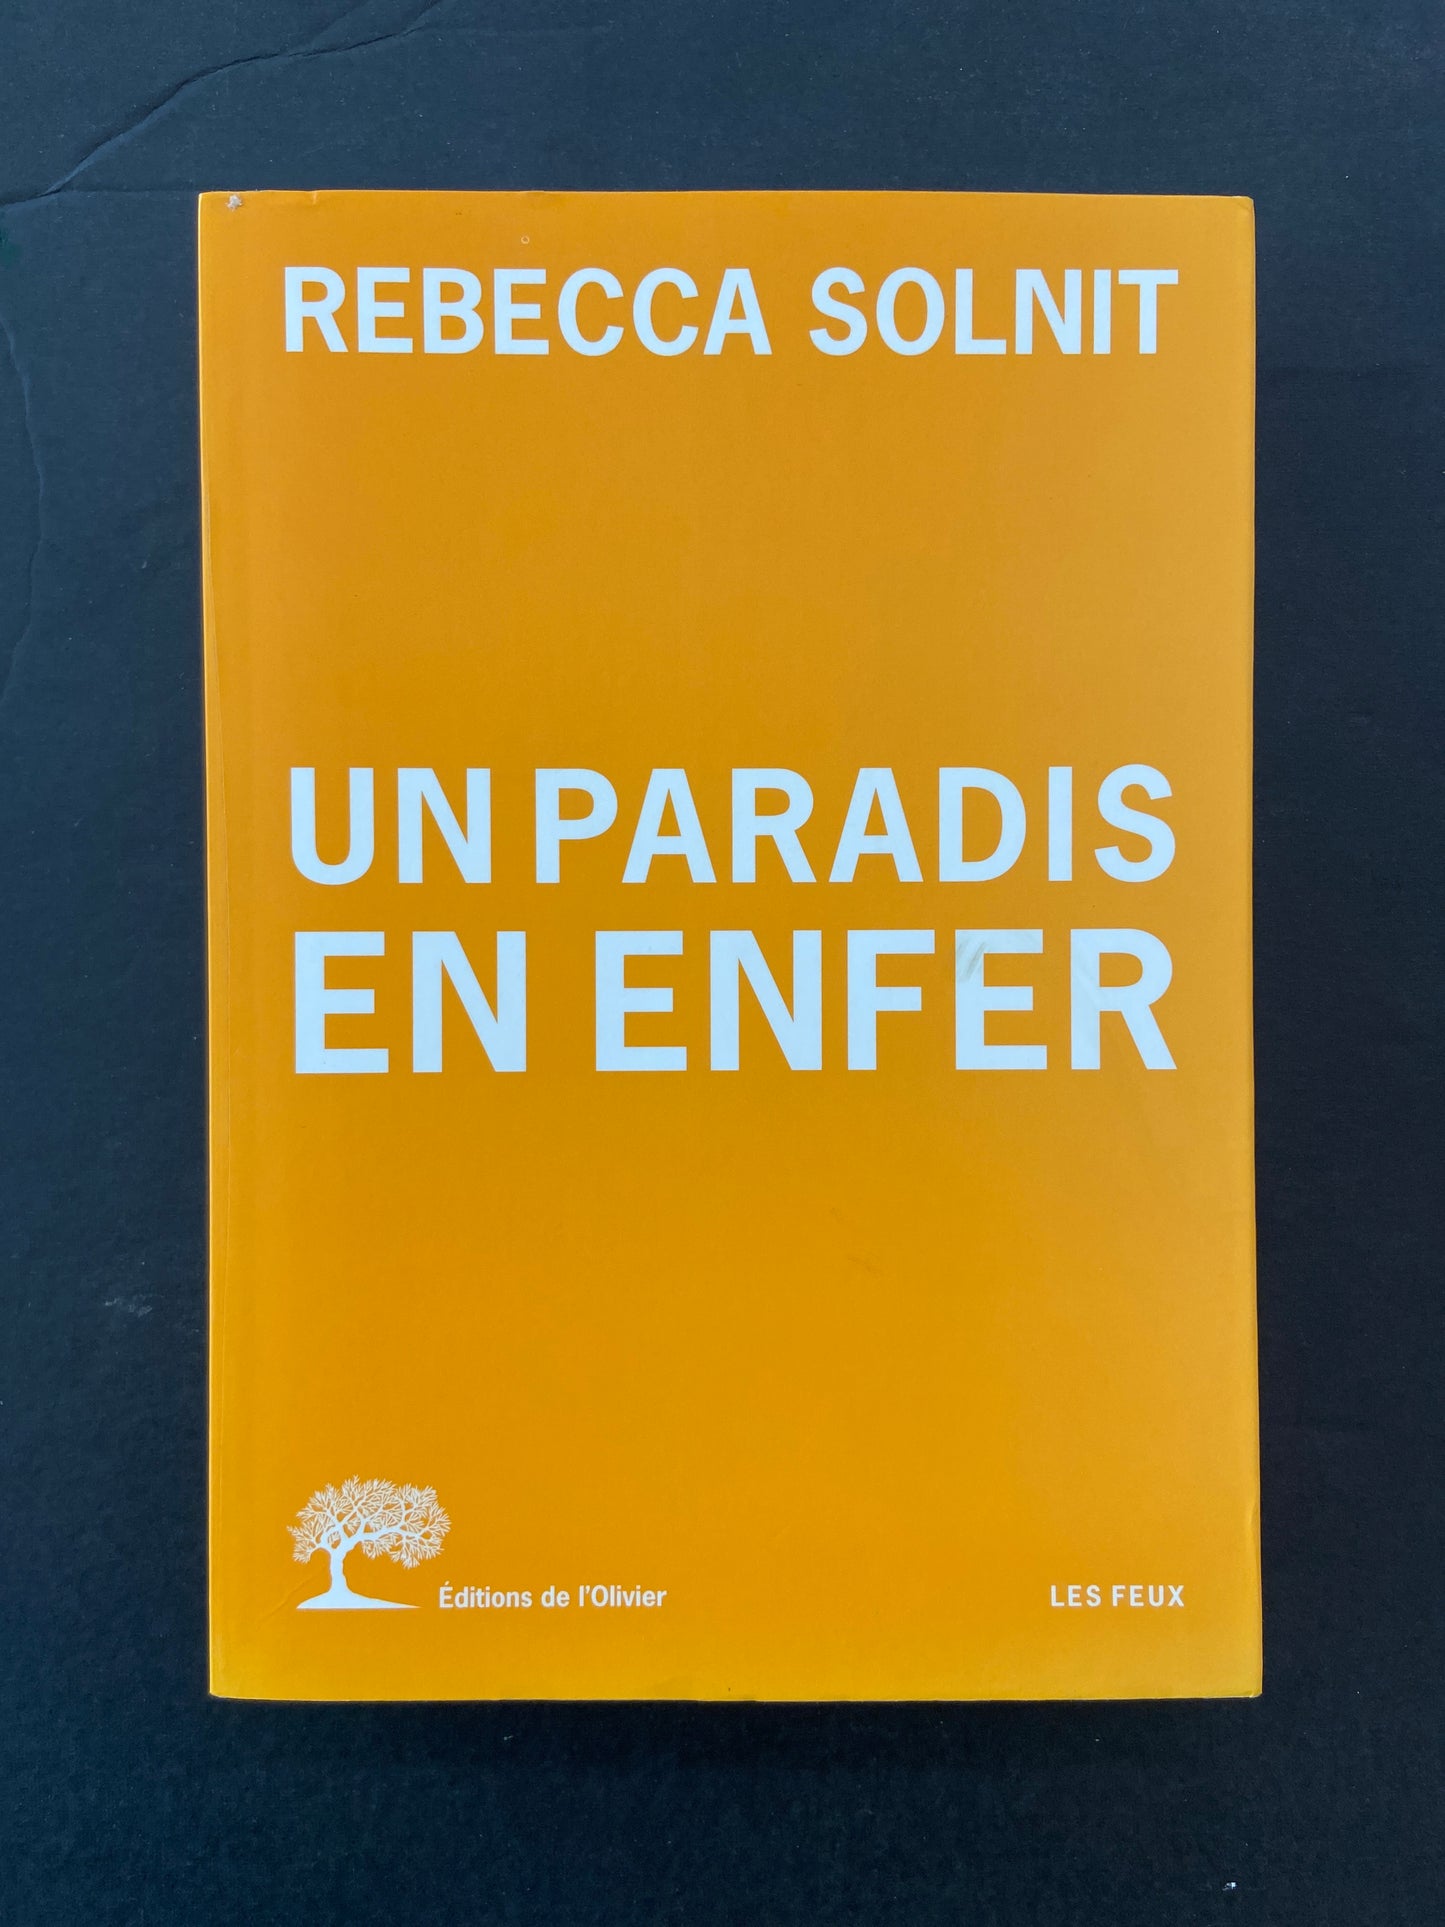 REBECCA SOLNIT
UN PARADIS
EN ENFER
Éditions de l'Olivier
LES FEUX